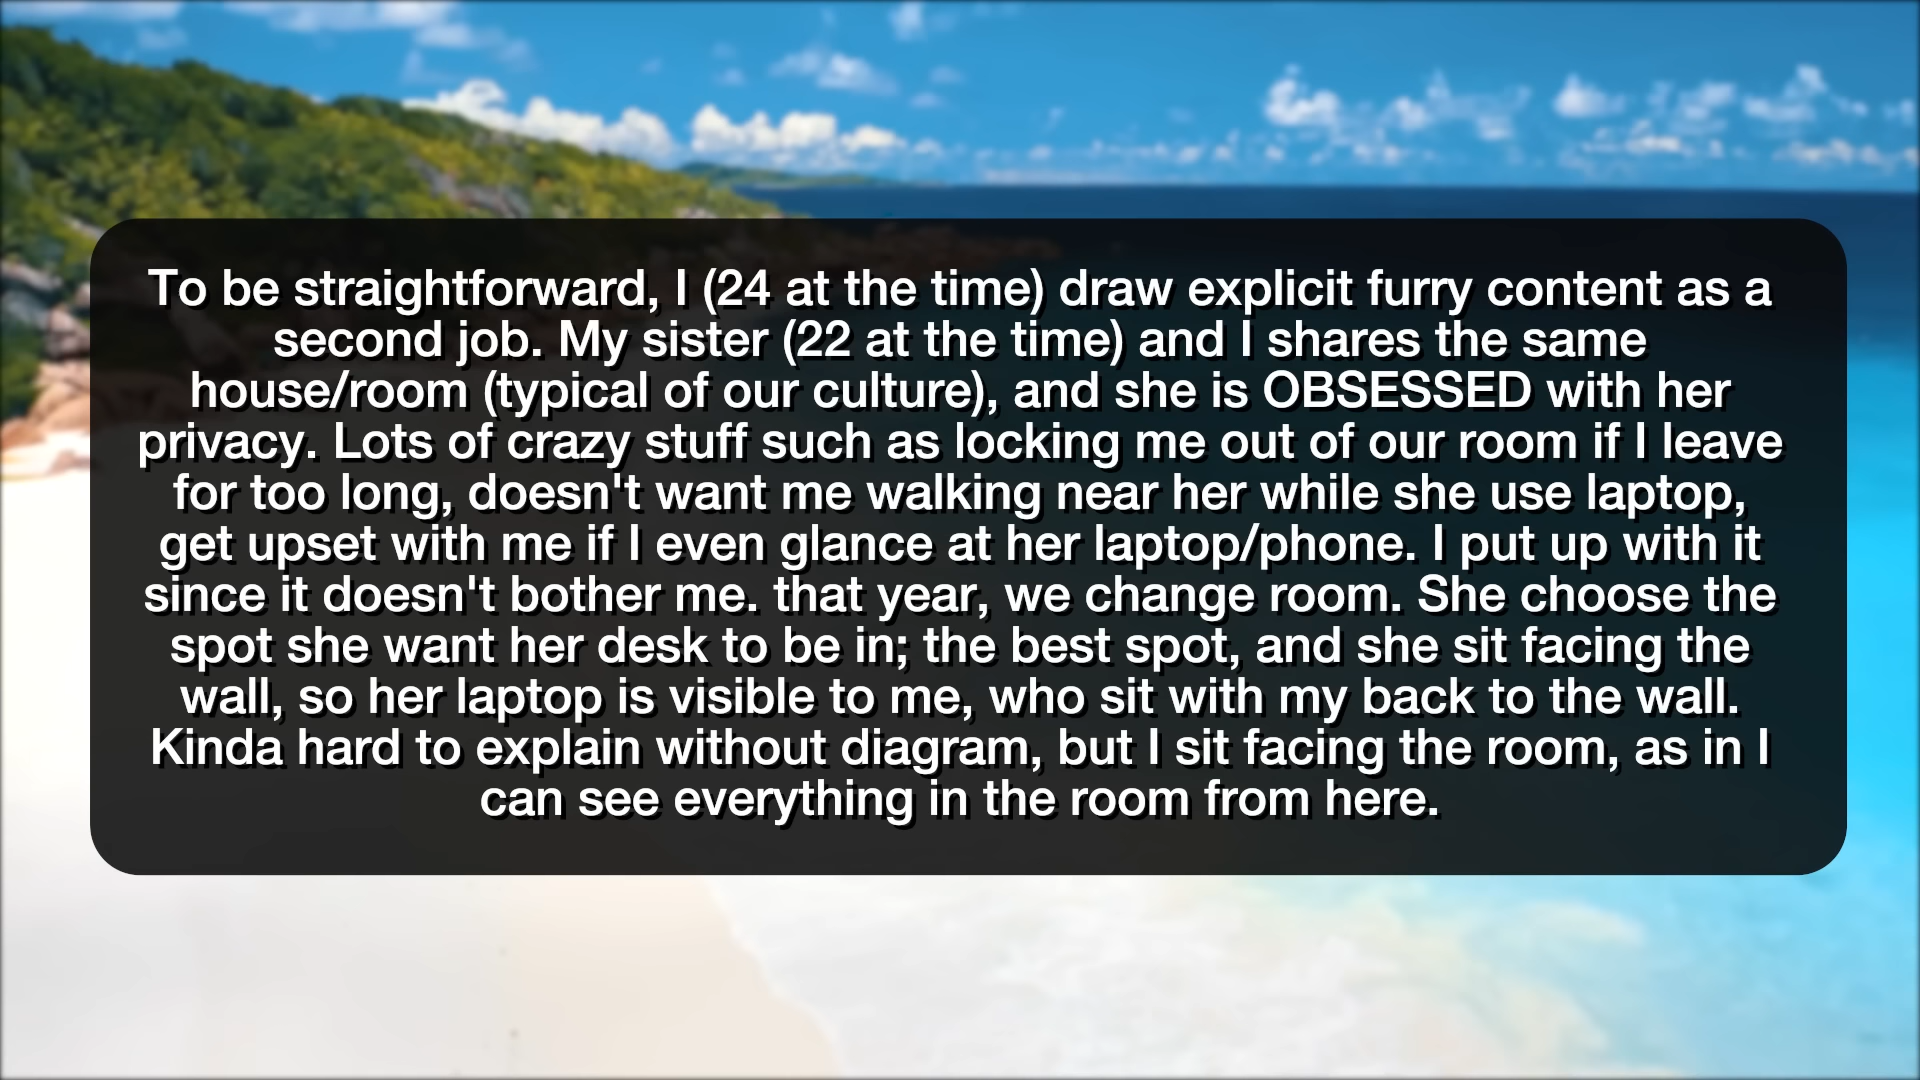 To be straightforward, I (24 at the time) draw explicit furry content as a
second job. My sister (22 at the time) and I shares the same
house/room (typical of our culture), and she is OBSESSED with her
privacy. Lots of crazy stuff such as locking me out of our room if I leave
for too long, doesn't want me walking near her while she use laptop,
get upset with me if I even glance at her laptop/phone. I put up with it
since it doesn't bother me. that year, we change room. She choose the
spot she want her desk to be in; the best spot, and she sit facing the
wall, so her laptop is visible to me, who sit with my back to the wall.
Kinda hard to explain without diagram, but I sit facing the room, as in I
can see everything in the room from here.